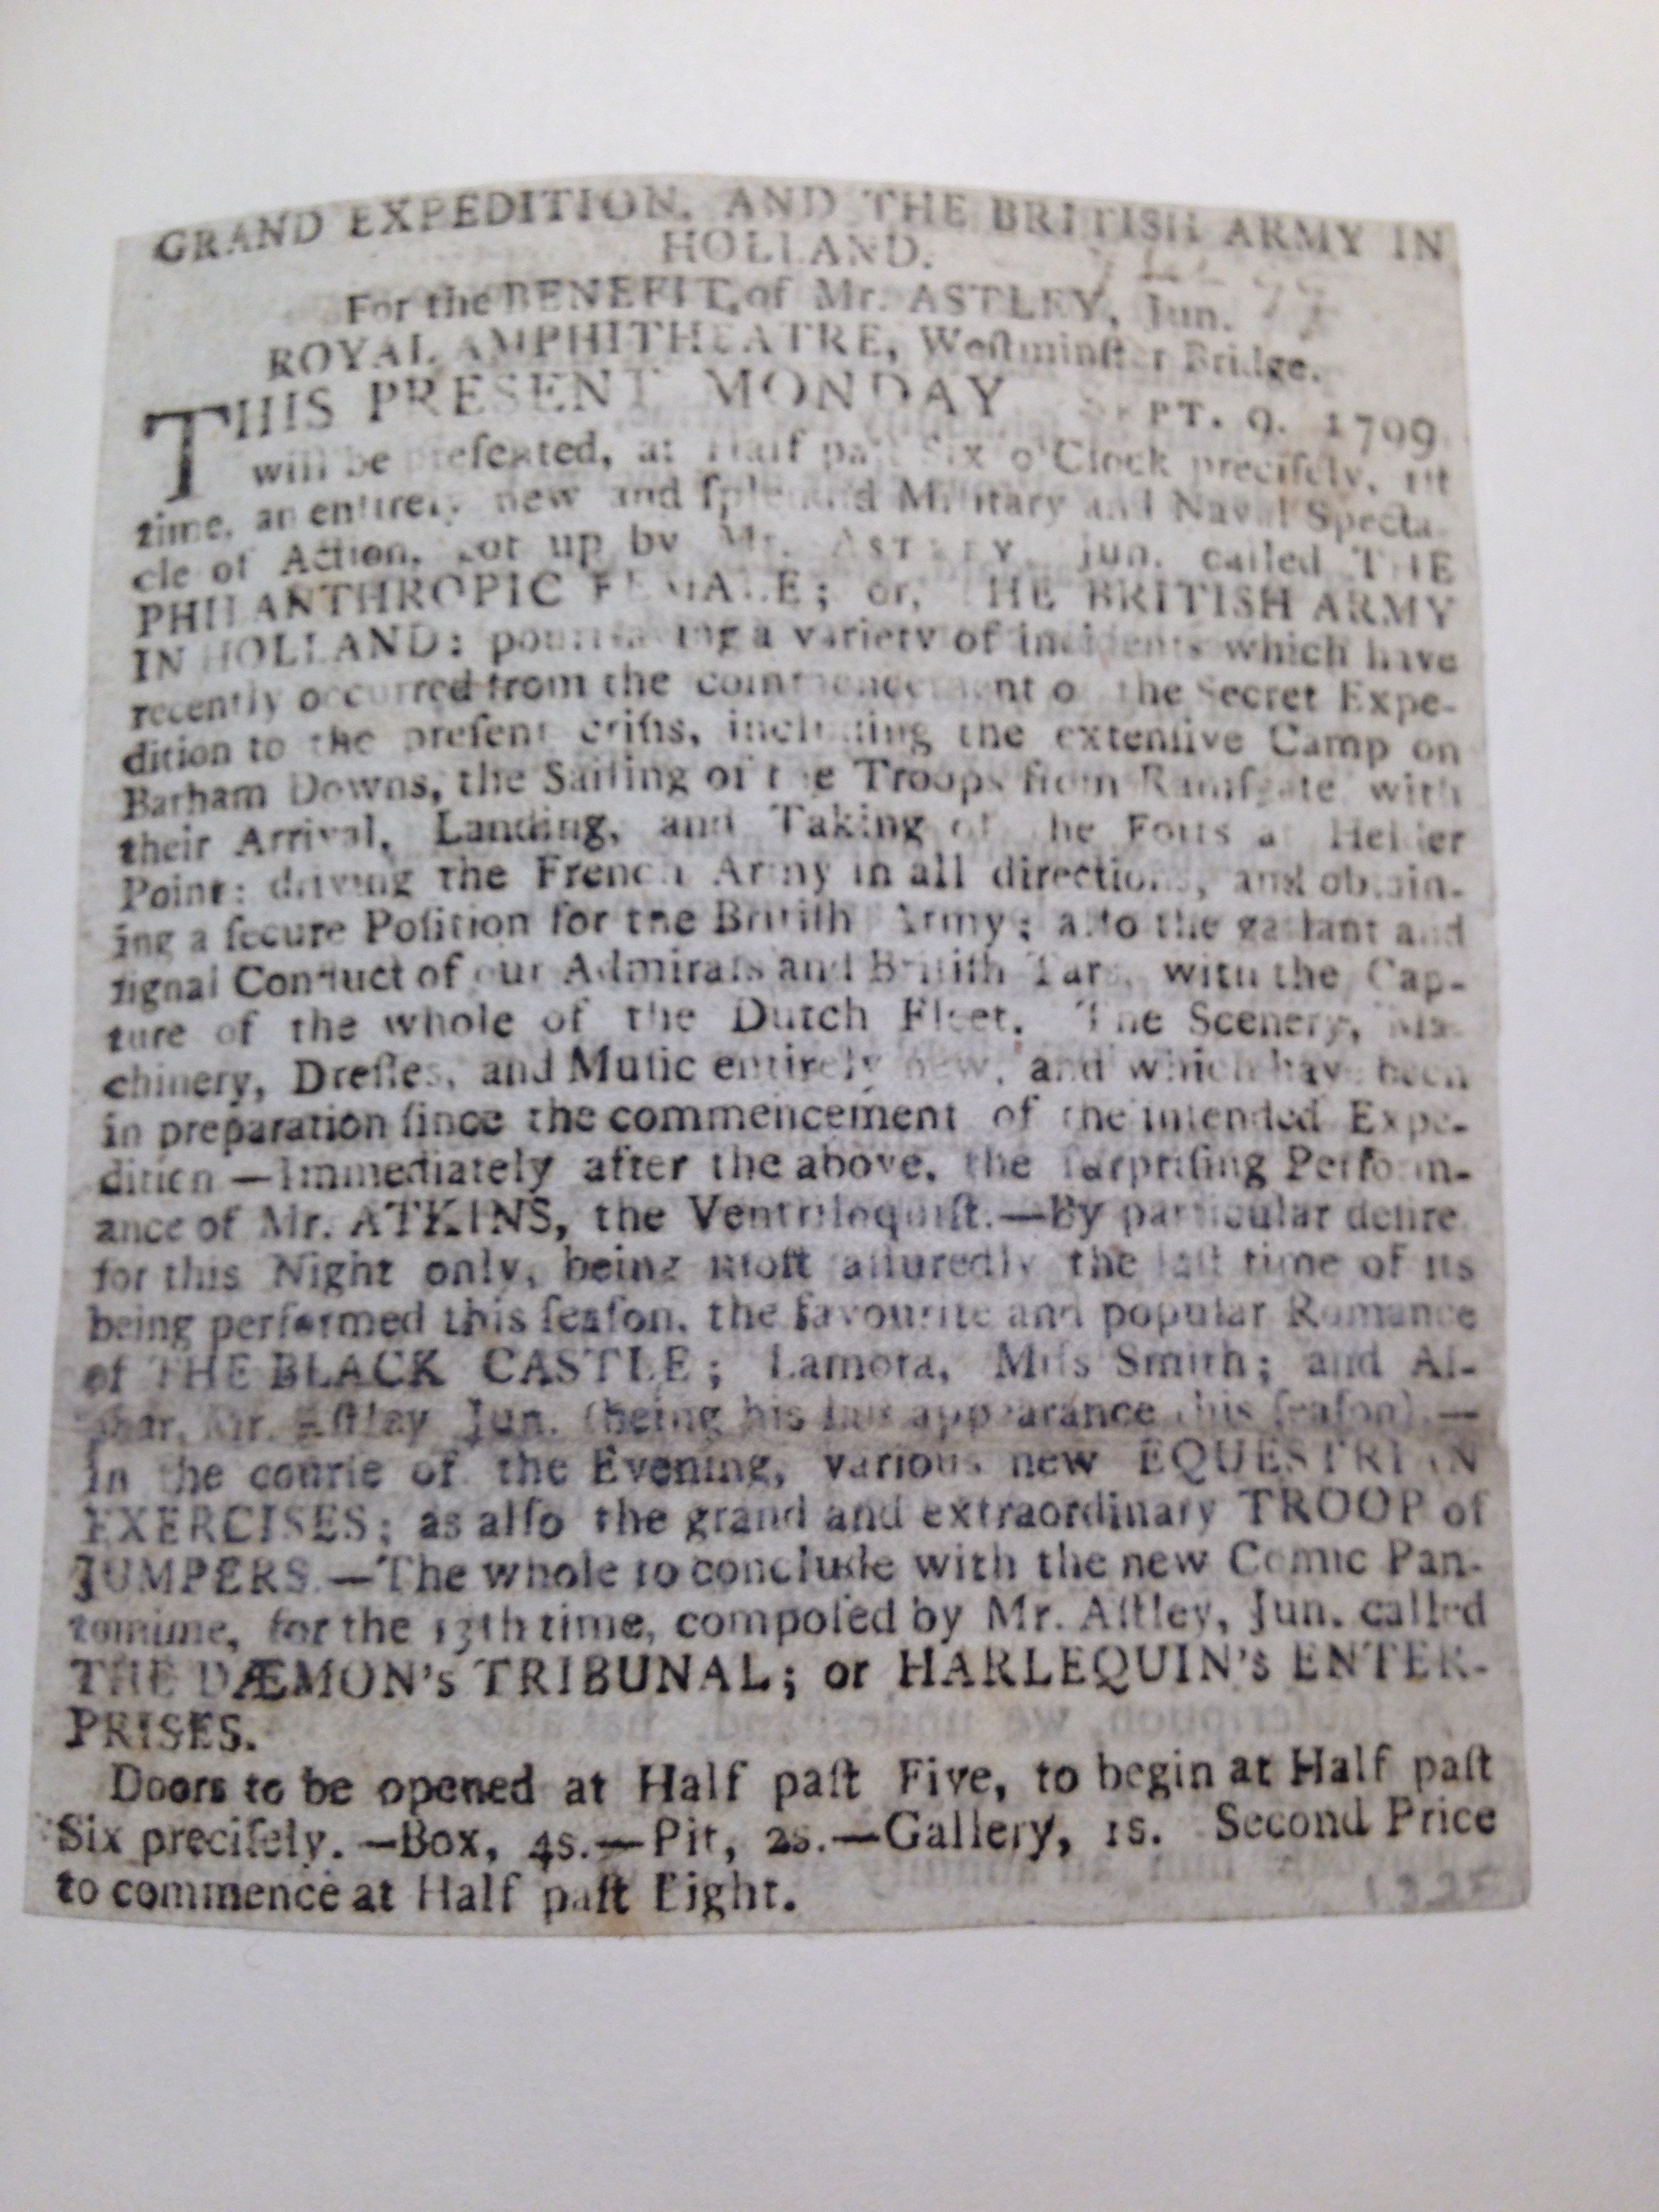 GRAND EXPEDITION, AND THE BRITISH ARMY IN
HOLLAND.
For the BENEFIT of Mr. ASTLEY, Jun.
ROYAL AMPHITHEATRE, Weſtminſter Bridge.
THIS PRESENT MONDAY SEPT. 9. 1799
will be preſented, at Half paſt Six o'Clock preciſely, 1ſt
time, an entirely new and ſplendid Military and Naval Specta-
cle of Action, got up by Mr. ASTLEY, Jun. called THE
PHILANTHROPIC FEMALE; or, THE BRITISH ARMY
IN HOLLAND: pourtraying a variety of incidents which have
recently occurred from the commencement of the Secret Expe-
dition to the preſent criſis, including the extenſive Camp on
Barham Downs, the Sailing of the Troops from Ramſgate with
their Arrival, Landing, and Taking of the Forts at Helder
Point: driving the French Army in all directions, and obtain-
ing a ſecure Poſition for the Britiſh Army; alſo the gallant and
ſignal Conduct of our Admirals and Britiſh Tars, with the Cap-
ture of the whole of the Dutch Fleet. The Scenery, Ma-
chinery, Dreſſes, and Muſic entirely new, and which have been
in preparation ſince the commencement of the intended Expe-
dition —Immediately after the above, the ſurpriſing Perform-
ance of Mr. ATKINS, the Ventriloquiſt.—By particular deſire
for this Night only, being moſt aſſuredly the laſt time of its
being performed this ſeaſon, the favourite and popular Romance
of THE BLACK CASTLE; Lamora, Miſs Smith; and Al-
mar, Mr. Aſtley Jun. (being his laſt appearance this ſeaſon).—
In the courſe of the Evening, various new EQUESTRIAN
EXERCISES; as alſo the grand and extraordinary TROOP of
JUMPERS.—The whole to conclude with the new Comic Pan-
tomime, for the 13th time, compoſed by Mr. Aſtley, Jun. called
THE DÆMON's TRIBUNAL; or HARLEQUIN's ENTER-
PRISES.
Doors to be opened at Half paſt Five, to begin at Half paſt
Six preciſely. —Box, 4s.—Pit, 2s.—Gallery, 1s. Second Price
to commence at Half paſt Eight.